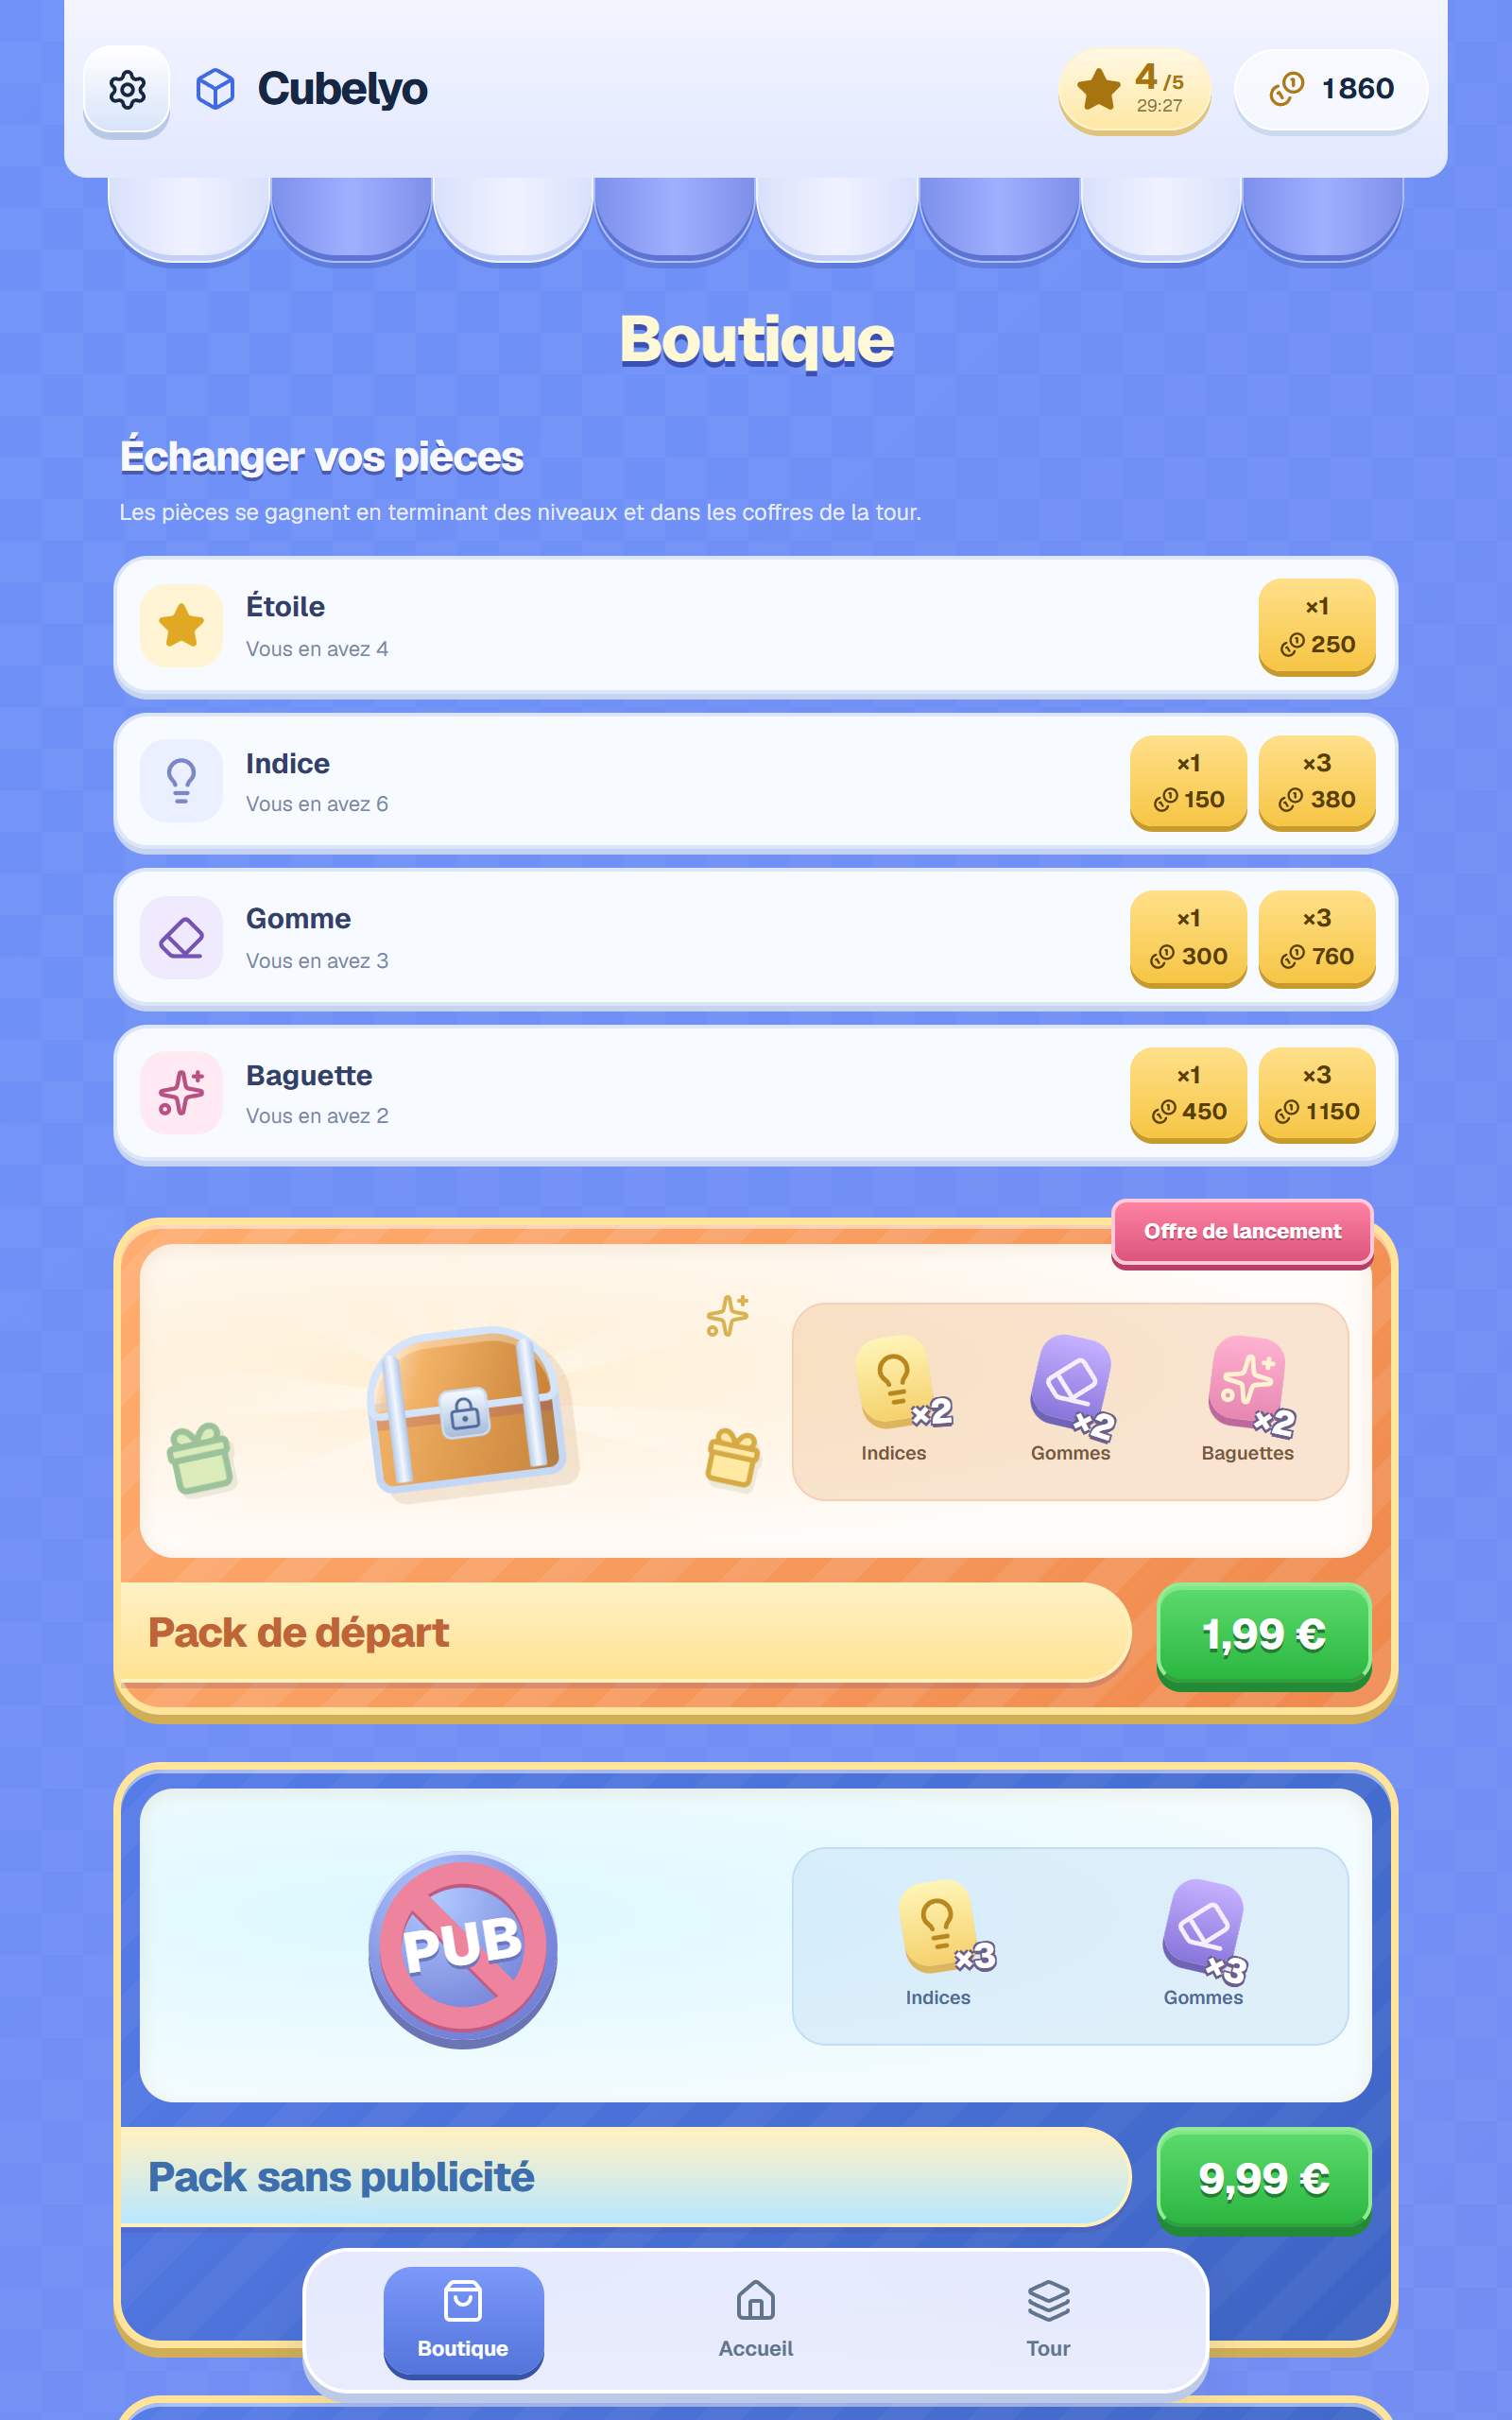 Cubelyo
4 /5
29:27
1860
Boutique
Échanger vos pièces
Les pièces se gagnent en terminant des niveaux et dans les coffres de la tour.
Étoile
Vous en avez 4
×1
250
Indice
Vous en avez 6
×1
150
×3
380
Gomme
Vous en avez 3
×1
300
×3
760
Baguette
Vous en avez 2
×1
450
×3
1150
Offre de lancement
×2
Indices
×2
Gommes
×2
Baguettes
Pack de départ
1,99 €
PUB
×3
Indices
×3
Gommes
Pack sans publicité
9,99 €
Boutique
Accueil
Tour